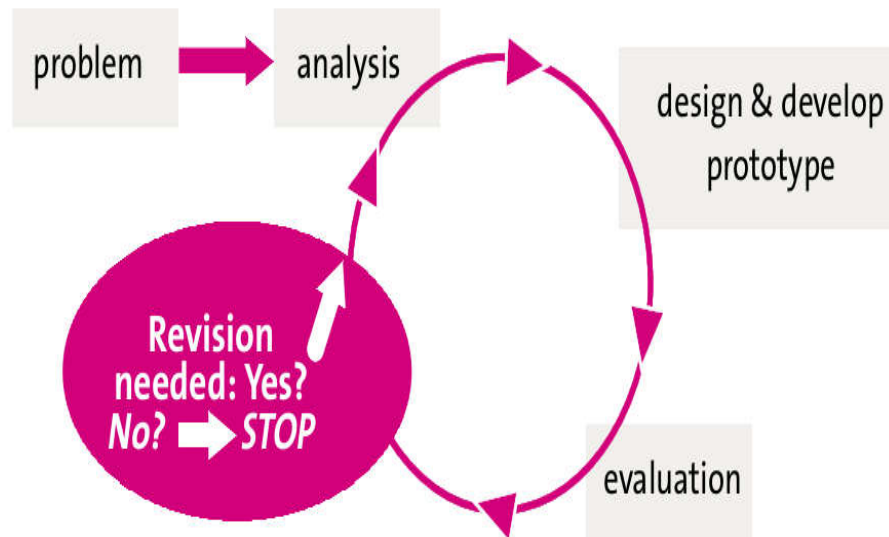 problem
analysis
design & develop
prototype
evaluation
Revision
needed: Yes?
No? STOP